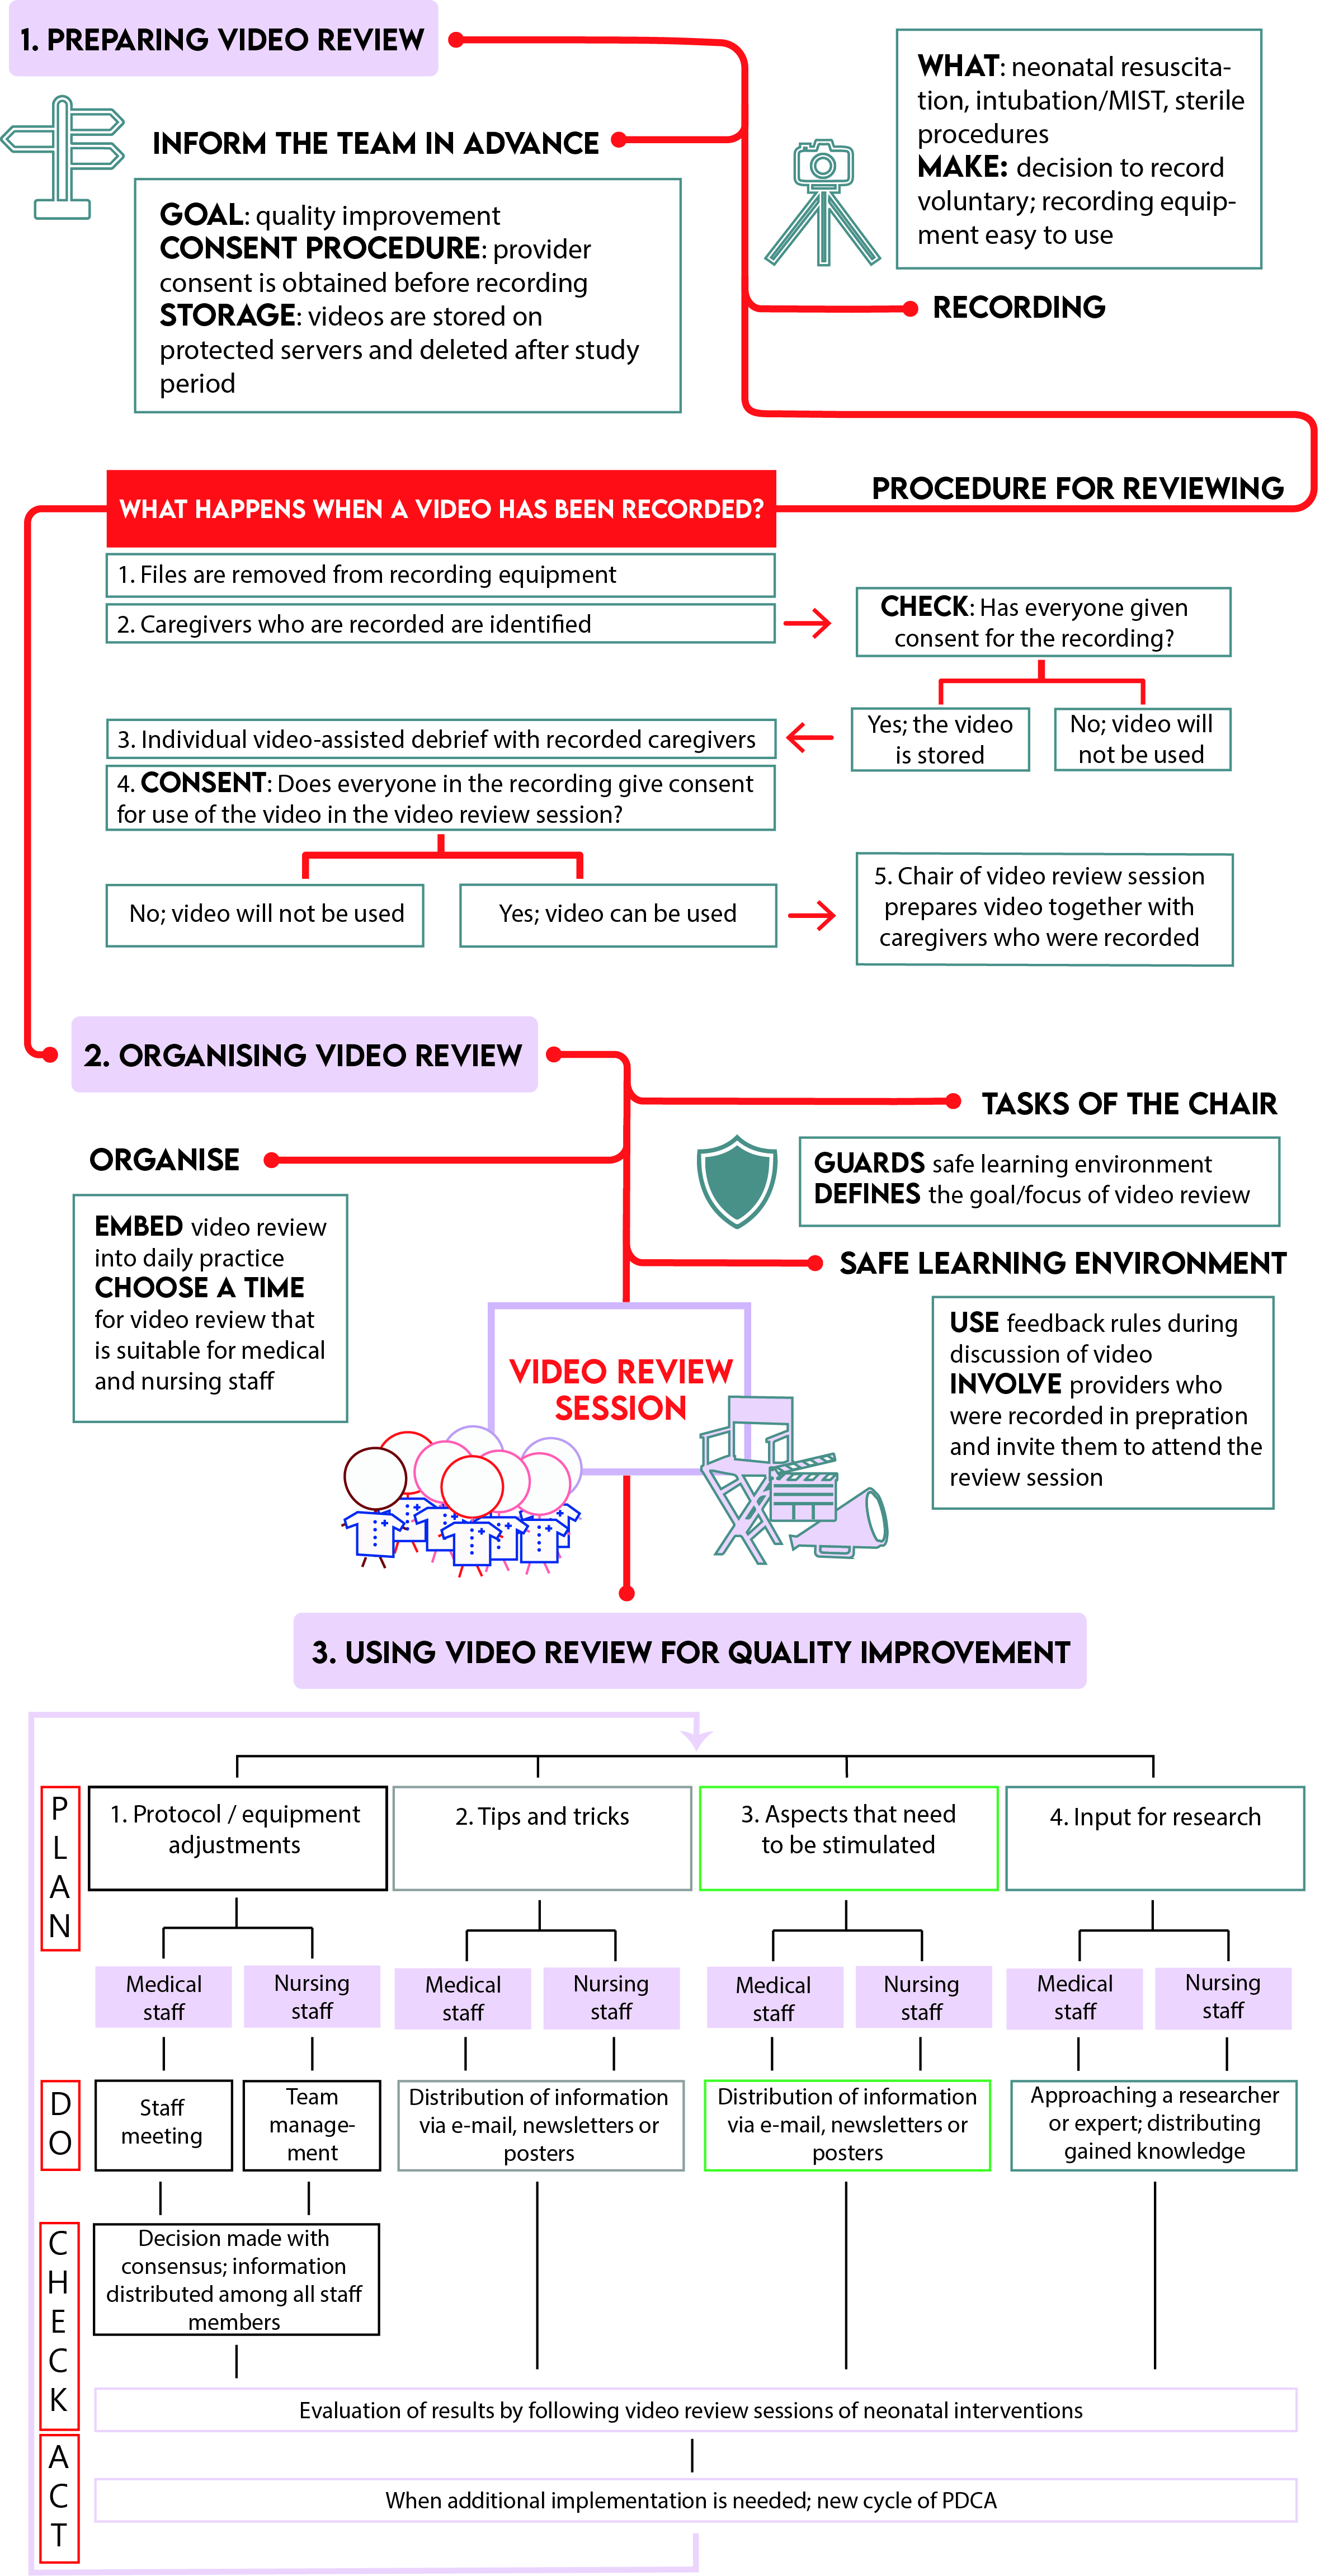 1. PREPARING VIDEO REVIEW
INFORM THE TEAM IN ADVANCE
GOAL: quality improvement
CONSENT PROCEDURE: provider
consent is obtained before recording
STORAGE: videos are stored on
protected servers and deleted after study
period
WHAT: neonatal resuscita-
tion, intubation/MIST, sterile
procedures
MAKE: decision to record
voluntary; recording equip-
ment easy to use
RECORDING
PROCEDURE FOR REVIEWING
WHAT HAPPENS WHEN A VIDEO HAS BEEN RECORDED?
1. Files are removed from recording equipment
2. Caregivers who are recorded are identified
CHECK: Has everyone given
consent for the recording?
Yes; the video
is stored
No; video will
not be used
3. Individual video-assisted debrief with recorded caregivers
4. CONSENT: Does everyone in the recording give consent
for use of the video in the video review session?
No; video will not be used
Yes; video can be used
5. Chair of video review session
prepares video together with
caregivers who were recorded
2. ORGANISING VIDEO REVIEW
TASKS OF THE CHAIR
GUARDS safe learning environment
DEFINES the goal/focus of video review
ORGANISE
EMBED video review
into daily practice
CHOOSE A TIME
for video review that
is suitable for medical
and nursing staff
SAFE LEARNING ENVIRONMENT
USE feedback rules during
discussion of video
INVOLVE providers who
were recorded in prepration
and invite them to attend the
review session
VIDEO REVIEW
SESSION
3. USING VIDEO REVIEW FOR QUALITY IMPROVEMENT
PLAN
1. Protocol / equipment
adjustments
2. Tips and tricks
3. Aspects that need
to be stimulated
4. Input for research
Medical
staff
Nursing
staff
Medical
staff
Nursing
staff
Medical
staff
Nursing
staff
Medical
staff
Nursing
staff
DO
Staff
meeting
Team
manage-
ment
Distribution of information
via e-mail, newsletters or
posters
Distribution of information
via e-mail, newsletters or
posters
Approaching a researcher
or expert; distributing
gained knowledge
CHECK
Decision made with
consensus; information
distributed among all staff
members
Evaluation of results by following video review sessions of neonatal interventions
ACT
When additional implementation is needed; new cycle of PDCA